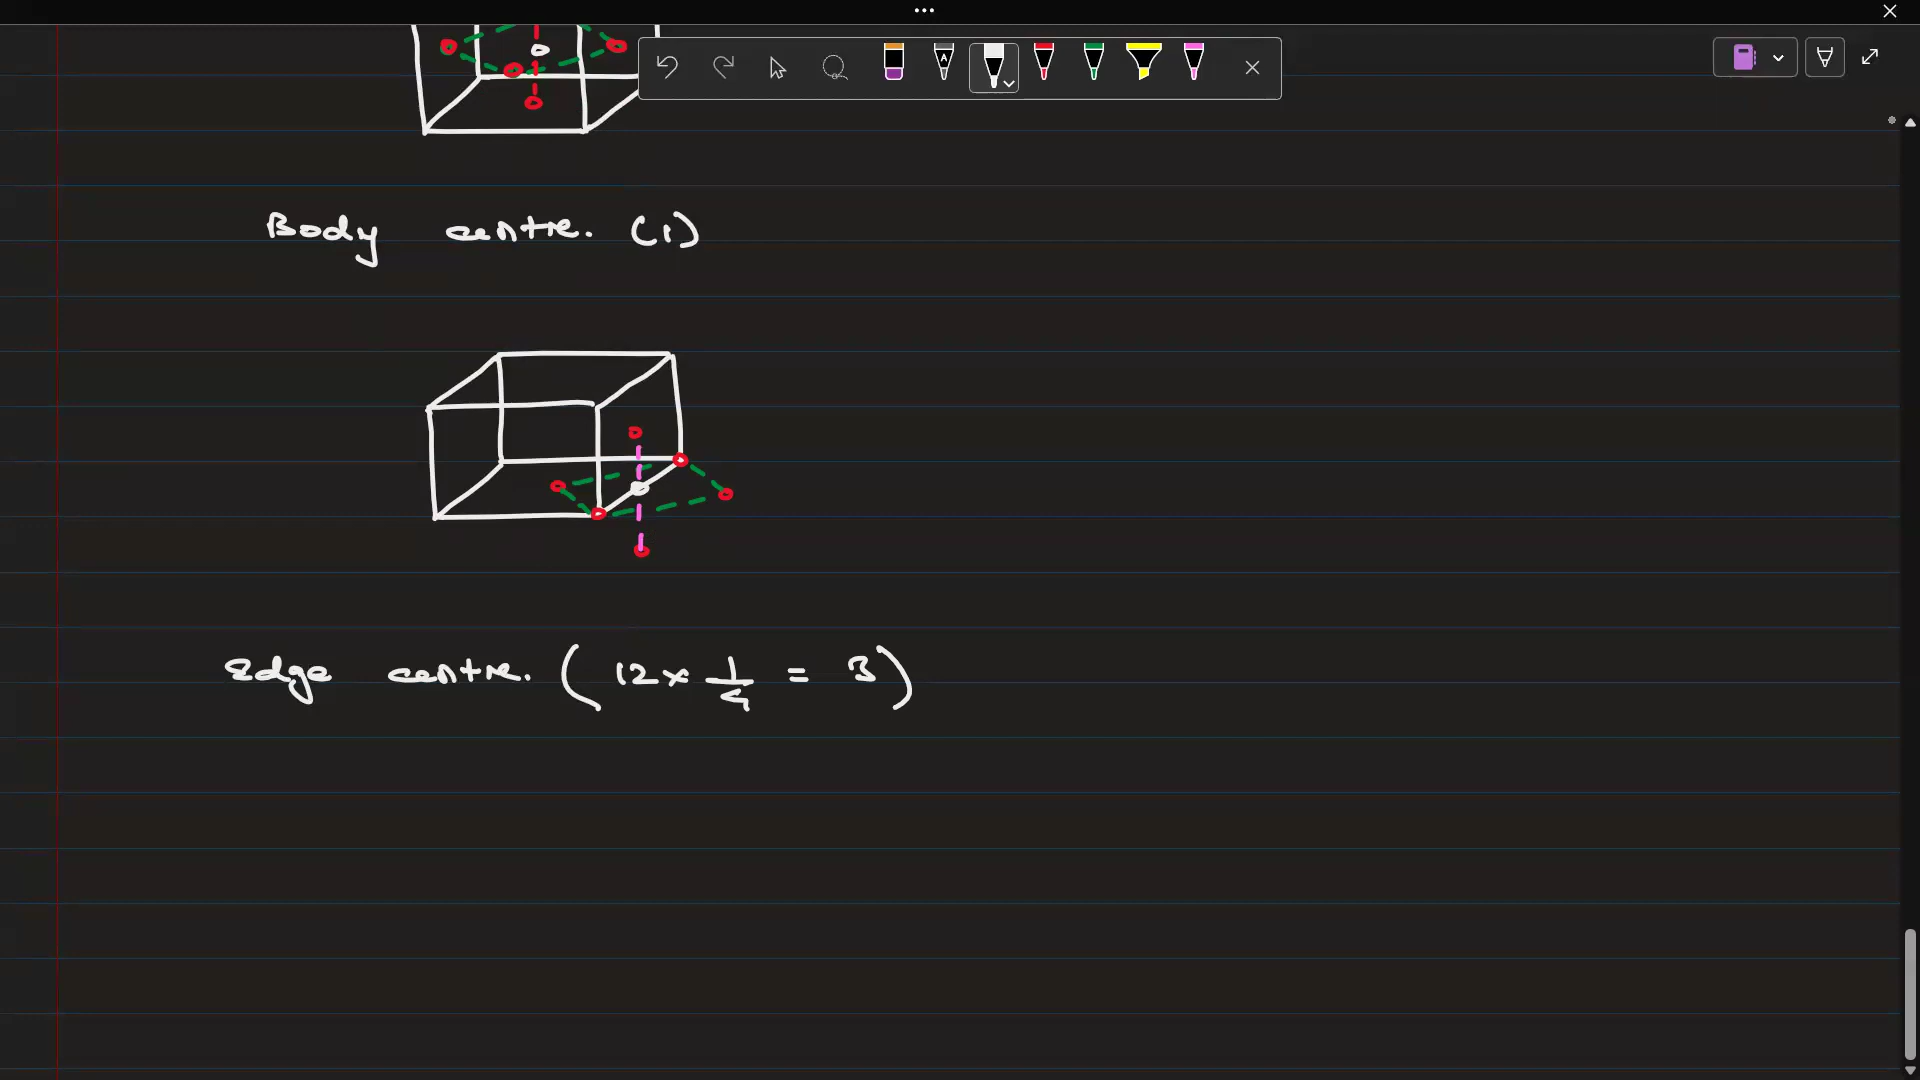 Body centre. (1)
Edge centre. ( 12 × 1/4 = 3 )